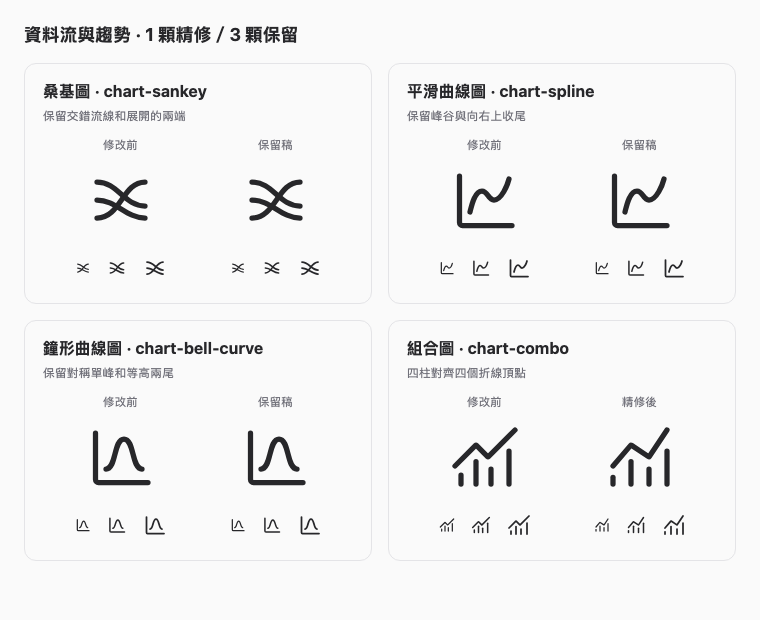 資料流與趨勢 · 1 顆精修 / 3 顆保留
桑基圖 · chart-sankey
保留交錯流線和展開的兩端
修改前
保留稿
平滑曲線圖 · chart-spline
保留峰谷與向右上收尾
修改前
保留稿
鐘形曲線圖 · chart-bell-curve
保留對稱單峰和等高兩尾
修改前
保留稿
組合圖 · chart-combo
四柱對齊四個折線頂點
修改前
精修後